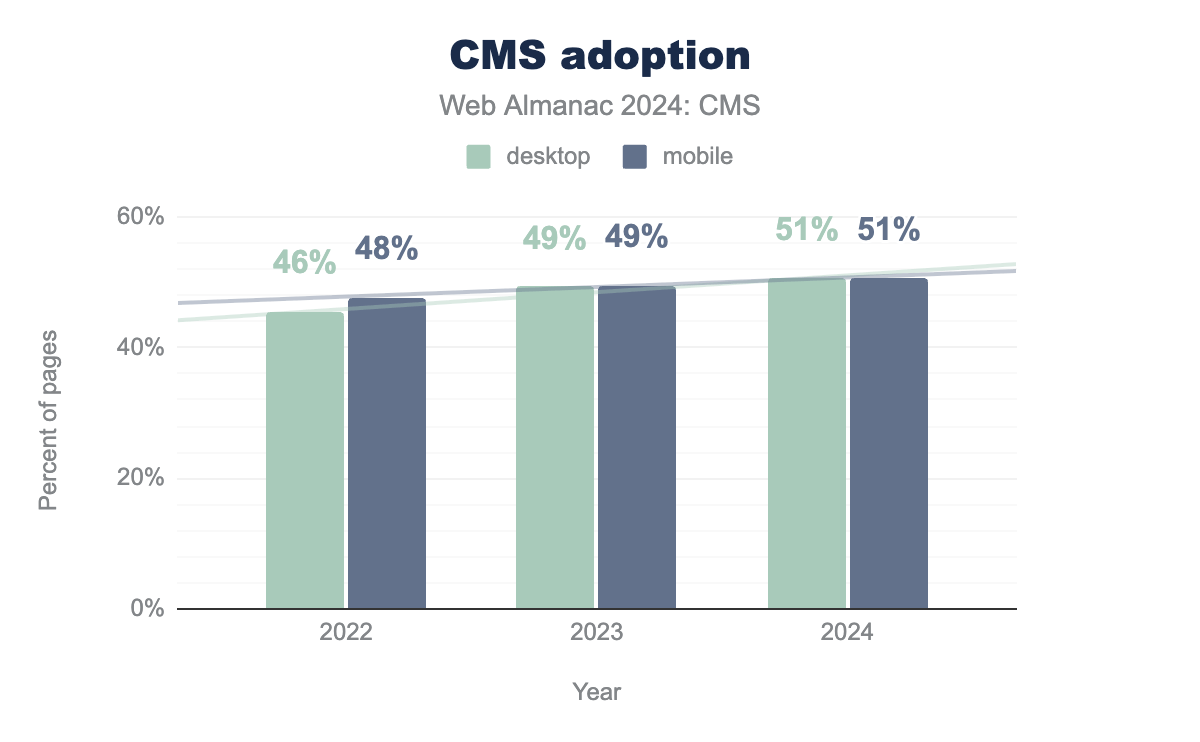 CMS adoption
Web Almanac 2024: CMS
desktop mobile
60%
40%
20%
0%
Percent of pages
46% 48% 49% 49% 51% 51%
2022 2023 2024
Year